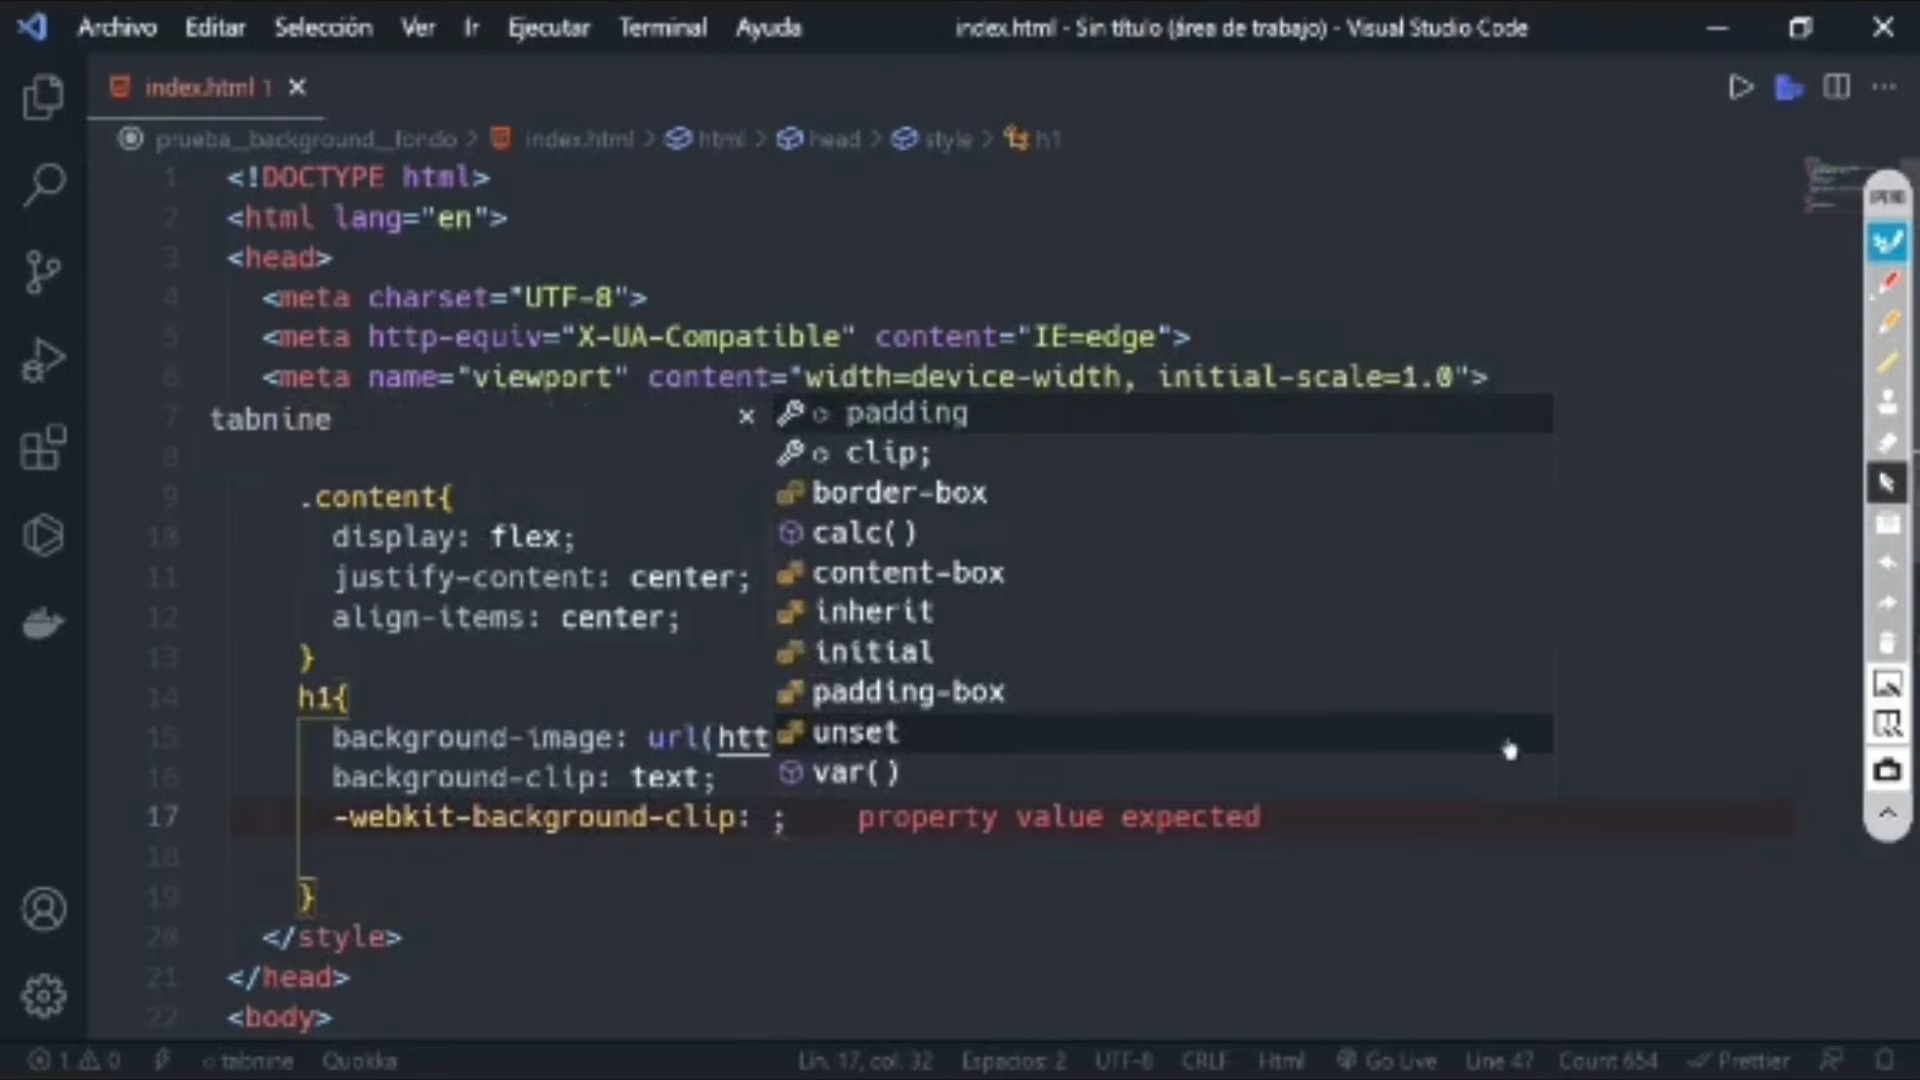 Archivo Editar Selección Ver Ir Ejecutar Terminal Ayuda index.html - Sin título (área de trabajo) - Visual Studio Code
index.html 1
prueba_background_fondo > index.html > html > head > style > h1
1 <!DOCTYPE html>
2 <html lang="en">
3 <head>
4 <meta charset="UTF-8">
5 <meta http-equiv="X-UA-Compatible" content="IE=edge">
6 <meta name="viewport" content="width=device-width, initial-scale=1.0">
7 tabnine
padding
8 clip;
9 .content{
border-box
10 display: flex;
calc()
11 justify-content: center;
content-box
12 align-items: center;
inherit
13 }
initial
14 h1{
padding-box
15 background-image: url(htt
unset
16 background-clip: text;
var()
17 -webkit-background-clip: ; property value expected
18
19 }
20 </style>
21 </head>
22 <body>
1 0 tabnine Quokka Lín. 17, col. 32 Espacios: 2 UTF-8 CRLF Html Go Live Line 47 Count 654 Prettier